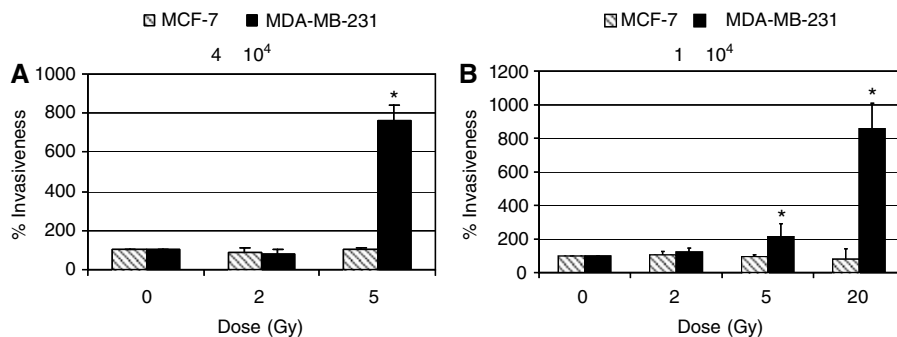 MCF-7 MDA-MB-231
4 10⁴
A
% Invasiveness
1000
800
600
400
200
0
*
0 2 5
Dose (Gy)
MCF-7 MDA-MB-231
1 10⁴
B
% Invasiveness
1200
1000
800
600
400
200
0
*
*
0 2 5 20
Dose (Gy)